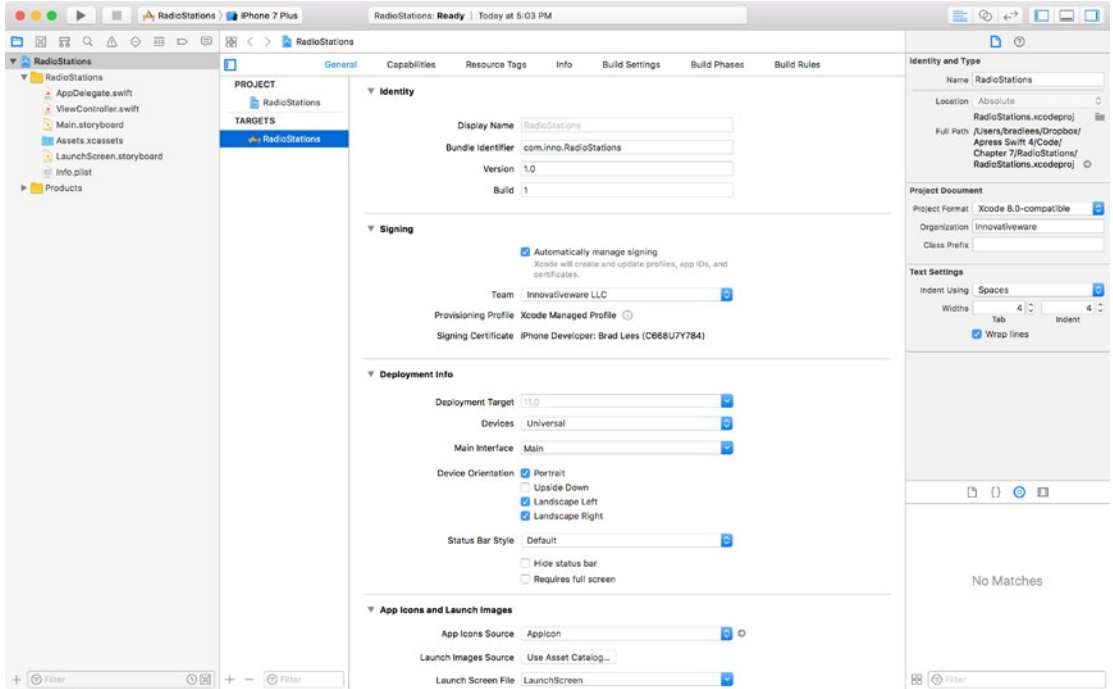 RadioStations
iPhone 7 Plus
RadioStations: Ready | Today at 5:03 PM
RadioStations
RadioStations
RadioStations
AppDelegate.swift
ViewController.swift
Main.storyboard
Assets.xcassets
LaunchScreen.storyboard
Info.plist
Products
Filter
General Capabilities Resource Tags Info Build Settings Build Phases Build Rules
PROJECT
RadioStations
TARGETS
RadioStations
Filter
Identity
Display Name RadioStations
Bundle Identifier com.inno.RadioStations
Version 1.0
Build 1
Signing
Automatically manage signing
Xcode will create and update profiles, app IDs, and
certificates.
Team Innovativeware LLC
Provisioning Profile Xcode Managed Profile
Signing Certificate iPhone Developer: Brad Lees (C668U7Y784)
Deployment Info
Deployment Target 11.0
Devices Universal
Main Interface Main
Device Orientation Portrait
Upside Down
Landscape Left
Landscape Right
Status Bar Style Default
Hide status bar
Requires full screen
App Icons and Launch Images
App Icons Source AppIcon
Launch Images Source Use Asset Catalog...
Launch Screen File LaunchScreen
Identity and Type
Name RadioStations
Location Absolute
RadioStations.xcodeproj
Full Path /Users/bradlees/Dropbox/
Apress Swift 4/Code/
Chapter 7/RadioStations/
RadioStations.xcodeproj
Project Document
Project Format Xcode 8.0-compatible
Organization Innovativeware
Class Prefix
Text Settings
Indent Using Spaces
Widths 4 4
Tab Indent
Wrap lines
No Matches
Filter